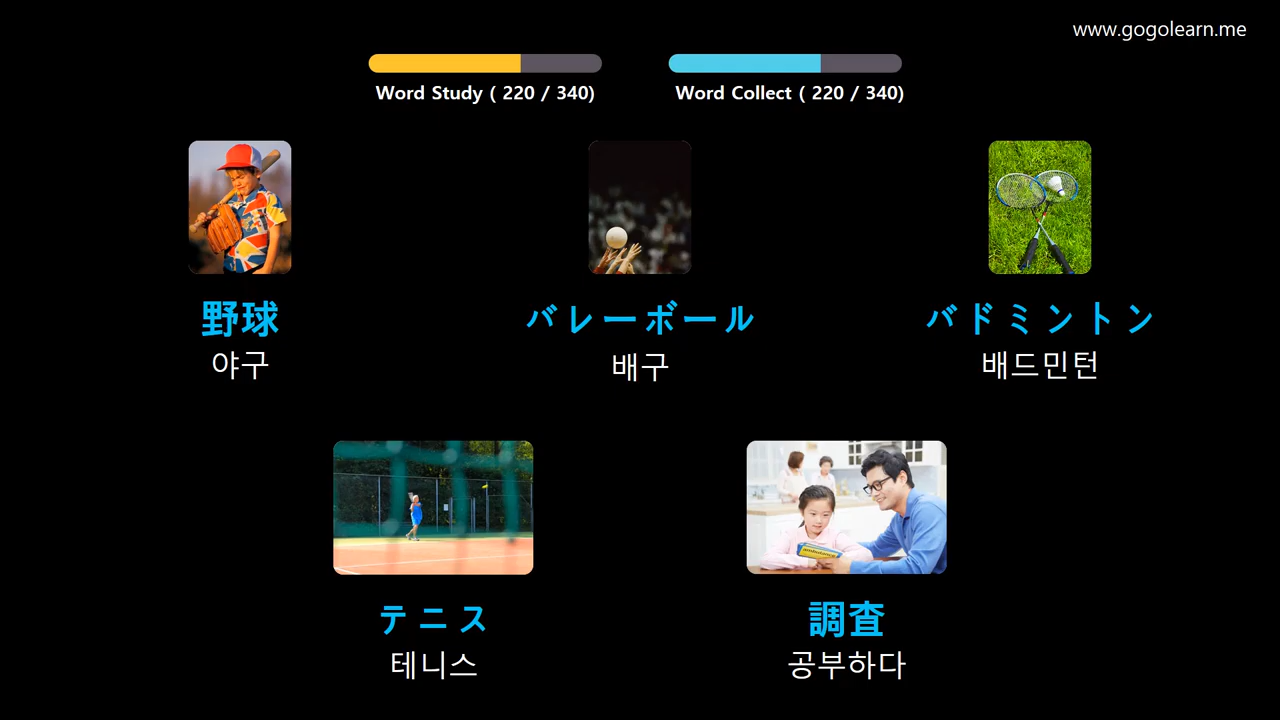 www.gogolearn.me
Word Study ( 220 / 340)
Word Collect ( 220 / 340)
野球
야구
バレーボール
배구
バドミントン
배드민턴
テニス
테니스
ambulance
調査
공부하다